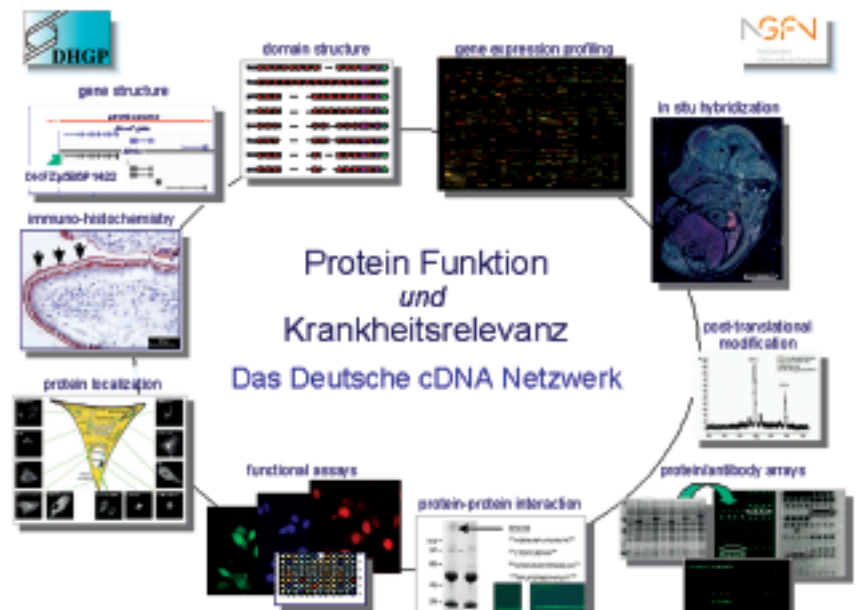 DHGP
NGFN
domain structure
gene expression profiling
gene structure
in situ hybridization
DKFZp586P1422
immuno-histochemistry
Protein Funktion
und
Krankheitsrelevanz
Das Deutsche cDNA Netzwerk
post-translational
modification
protein localization
functional assays
protein-protein interaction
protein/antibody arrays